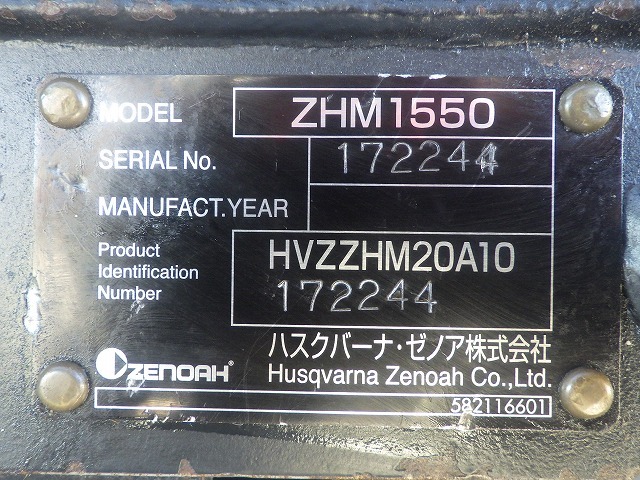 MODEL ZHM1550
SERIAL No. 172244
MANUFACT.YEAR
Product
Identification
Number
HVZZHM20A10
172244
ZENOAH®
ハスクバーナ・ゼノア株式会社
Husqvarna Zenoah Co.,Ltd.
582116601